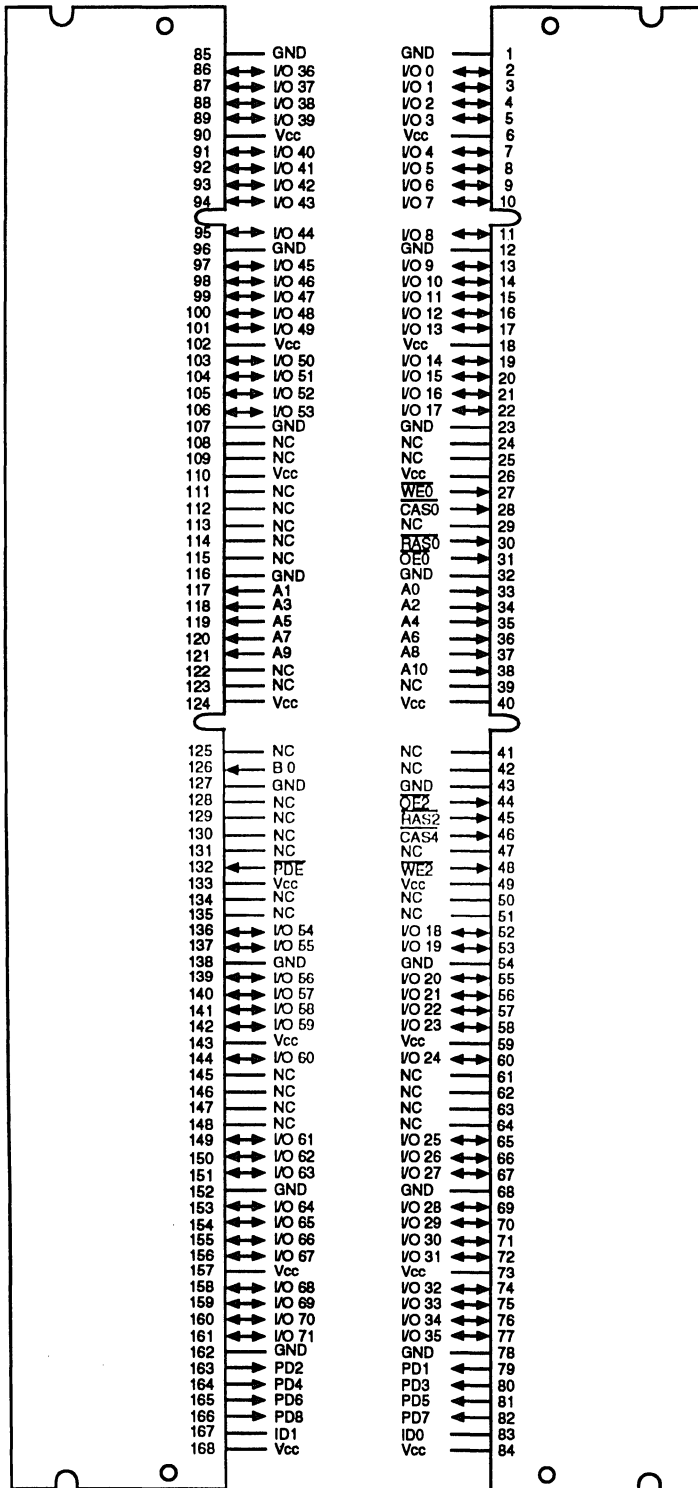 85 GND GND 1
86 I/O 36 I/O 0 2
87 I/O 37 I/O 1 3
88 I/O 38 I/O 2 4
89 I/O 39 I/O 3 5
90 Vcc Vcc 6
91 I/O 40 I/O 4 7
92 I/O 41 I/O 5 8
93 I/O 42 I/O 6 9
94 I/O 43 I/O 7 10
95 I/O 44 I/O 8 11
96 GND GND 12
97 I/O 45 I/O 9 13
98 I/O 46 I/O 10 14
99 I/O 47 I/O 11 15
100 I/O 48 I/O 12 16
101 I/O 49 I/O 13 17
102 Vcc Vcc 18
103 I/O 50 I/O 14 19
104 I/O 51 I/O 15 20
105 I/O 52 I/O 16 21
106 I/O 53 I/O 17 22
107 GND GND 23
108 NC NC 24
109 NC NC 25
110 Vcc Vcc 26
111 NC WE0 27
112 NC CAS0 28
113 NC NC 29
114 NC RAS0 30
115 NC OE0 31
116 GND GND 32
117 A1 A0 33
118 A3 A2 34
119 A5 A4 35
120 A7 A6 36
121 A9 A8 37
122 NC A10 38
123 NC NC 39
124 Vcc Vcc 40
125 NC NC 41
126 B 0 NC 42
127 GND GND 43
128 NC OE2 44
129 NC RAS2 45
130 NC CAS4 46
131 NC NC 47
132 PDE WE2 48
133 Vcc Vcc 49
134 NC NC 50
135 NC NC 51
136 I/O 54 I/O 18 52
137 I/O 55 I/O 19 53
138 GND GND 54
139 I/O 56 I/O 20 55
140 I/O 57 I/O 21 56
141 I/O 58 I/O 22 57
142 I/O 59 I/O 23 58
143 Vcc Vcc 59
144 I/O 60 I/O 24 60
145 NC NC 61
146 NC NC 62
147 NC NC 63
148 NC NC 64
149 I/O 61 I/O 25 65
150 I/O 62 I/O 26 66
151 I/O 63 I/O 27 67
152 GND GND 68
153 I/O 64 I/O 28 69
154 I/O 65 I/O 29 70
155 I/O 66 I/O 30 71
156 I/O 67 I/O 31 72
157 Vcc Vcc 73
158 I/O 68 I/O 32 74
159 I/O 69 I/O 33 75
160 I/O 70 I/O 34 76
161 I/O 71 I/O 35 77
162 GND GND 78
163 PD2 PD1 79
164 PD4 PD3 80
165 PD6 PD5 81
166 PD8 PD7 82
167 ID1 ID0 83
168 Vcc Vcc 84